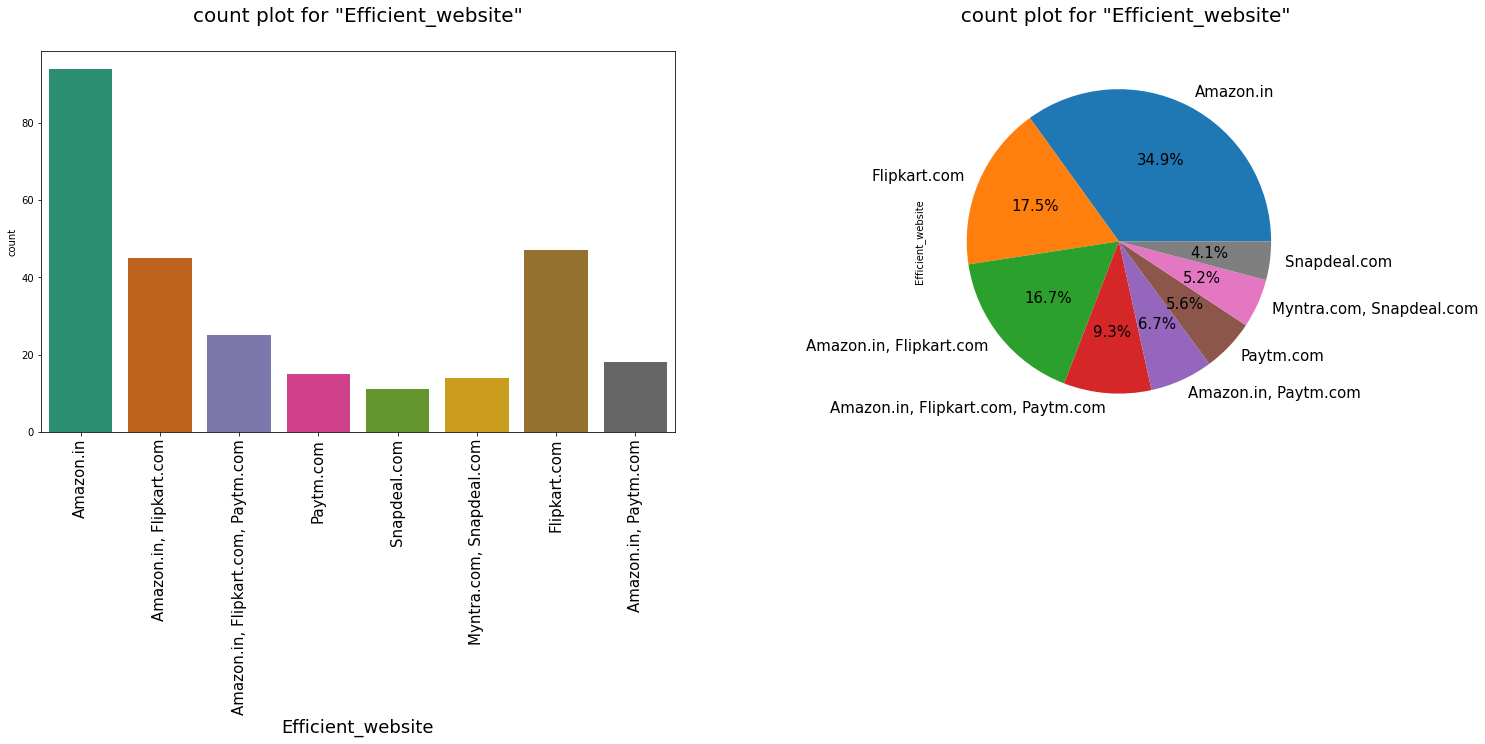 count plot for "Efficient_website"
80
60
40
20
0
count
Amazon.in
Amazon.in, Flipkart.com
Amazon.in, Flipkart.com, Paytm.com
Paytm.com
Snapdeal.com
Myntra.com, Snapdeal.com
Flipkart.com
Amazon.in, Paytm.com
Efficient_website
count plot for "Efficient_website"
Efficient_website
Amazon.in
34.9%
Flipkart.com
17.5%
Amazon.in, Flipkart.com
16.7%
Amazon.in, Flipkart.com, Paytm.com
9.3%
Amazon.in, Paytm.com
6.7%
Paytm.com
5.6%
Myntra.com, Snapdeal.com
5.2%
Snapdeal.com
4.1%